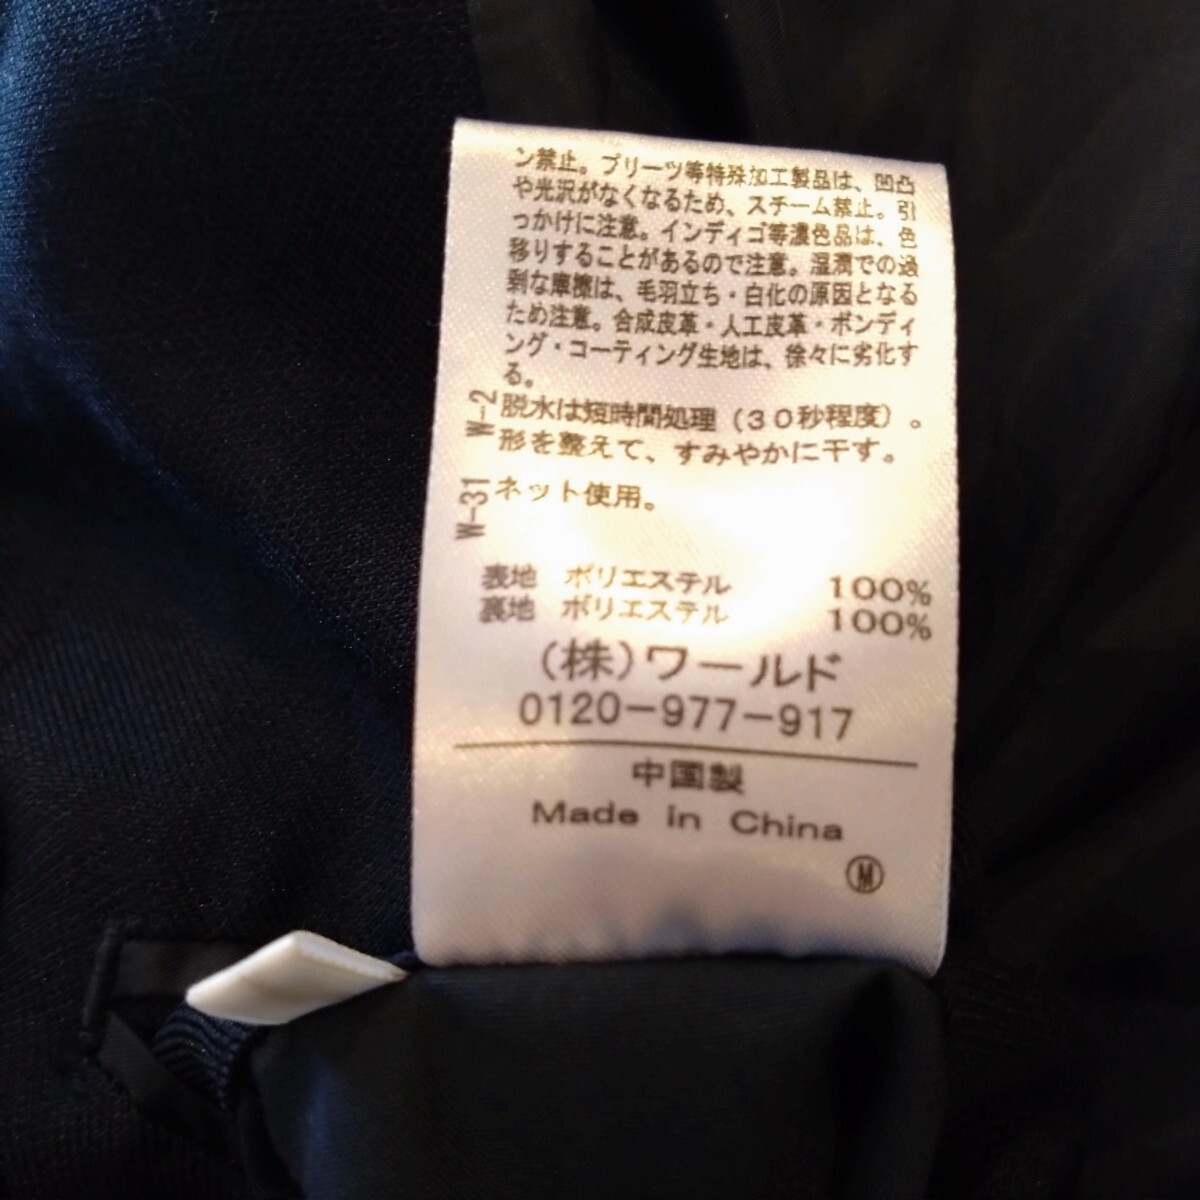 ン禁止。プリーツ等特殊加工製品は、凹凸
や光沢がなくなるため、スチーム禁止。引
っかけに注意。インディゴ等濃色品は、色
移りすることがあるので注意。湿潤での過
剰な摩擦は、毛羽立ち・白化の原因となる
ため注意。合成皮革・人工皮革・ボンディ
ング・コーティング生地は、徐々に劣化す
る。
W-2 脱水は短時間処理（30秒程度）。
形を整えて、すみやかに干す。
W-31 ネット使用。
表地 ポリエステル 100%
裏地 ポリエステル 100%
(株)ワールド
0120-977-917
中国製
Made in China
Ⓜ